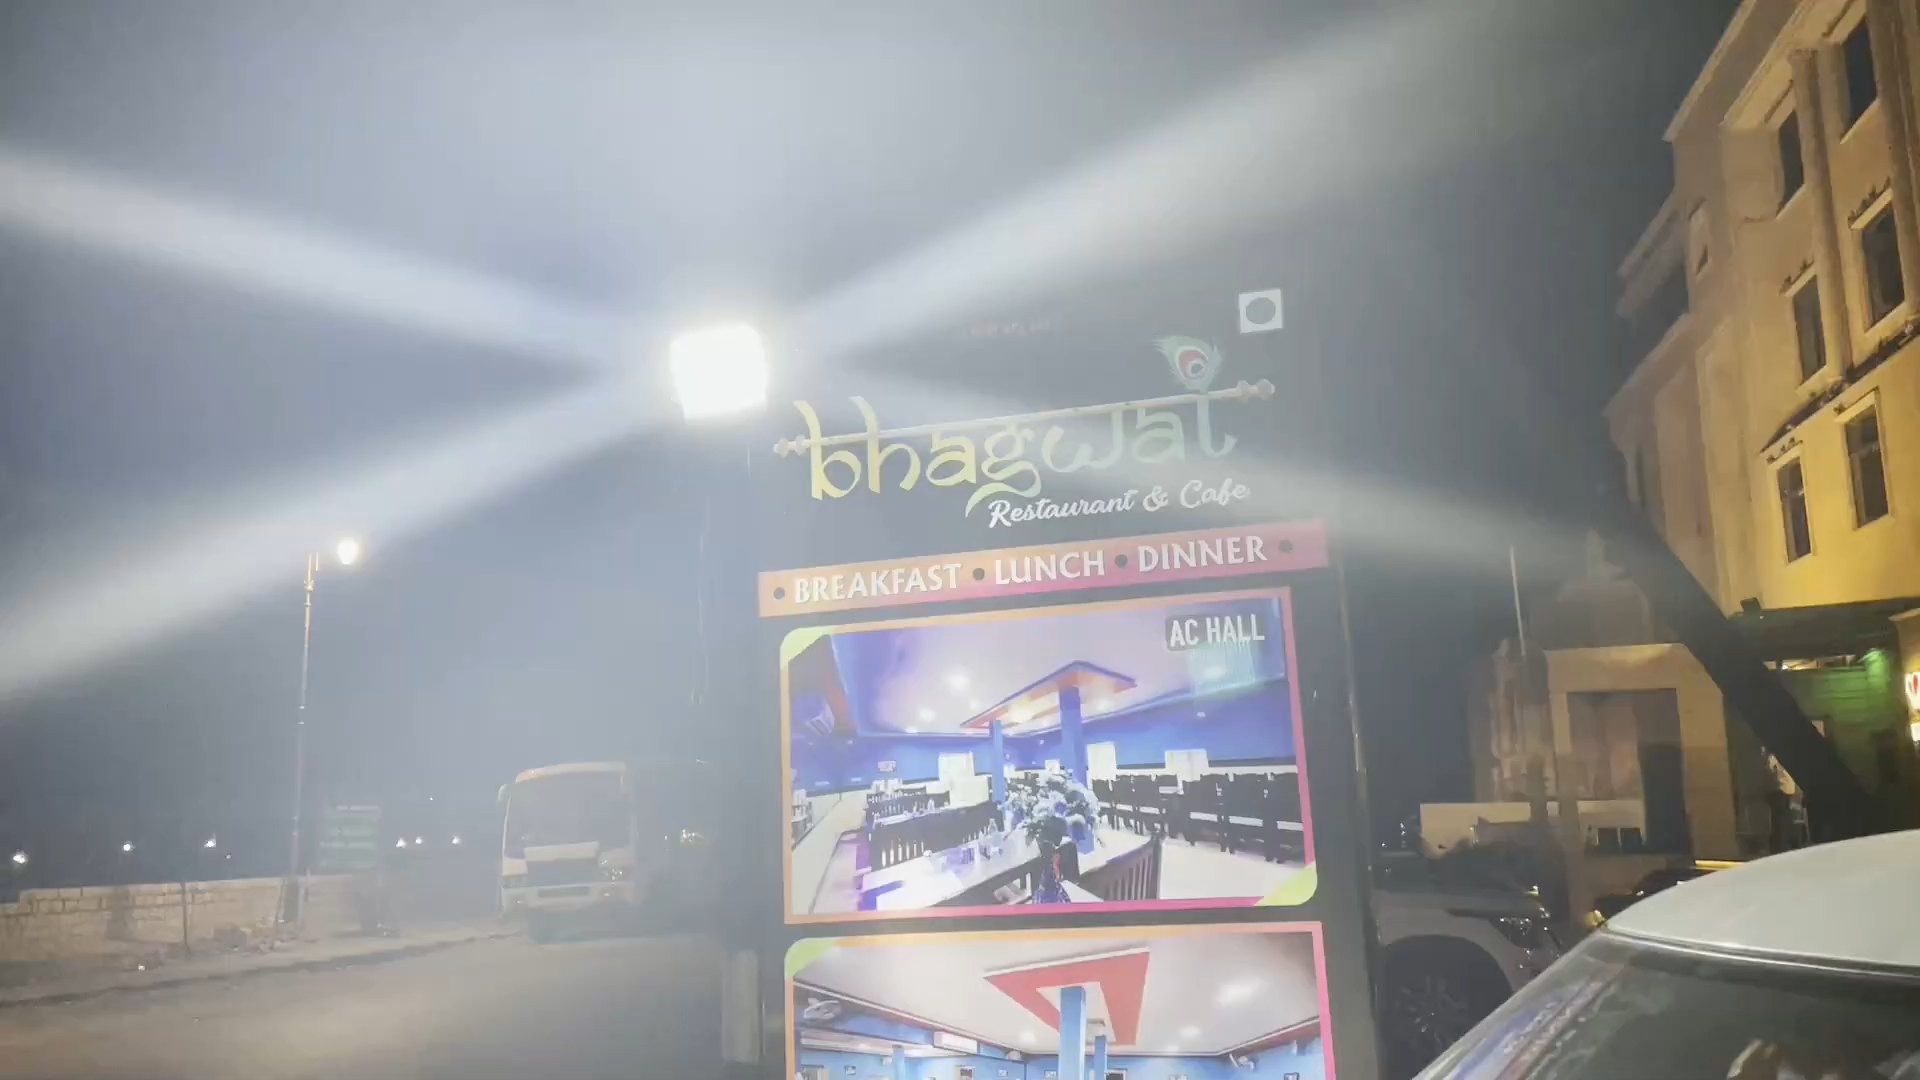 bhagwat
Restaurant & Cafe
• BREAKFAST • LUNCH • DINNER •
AC HALL